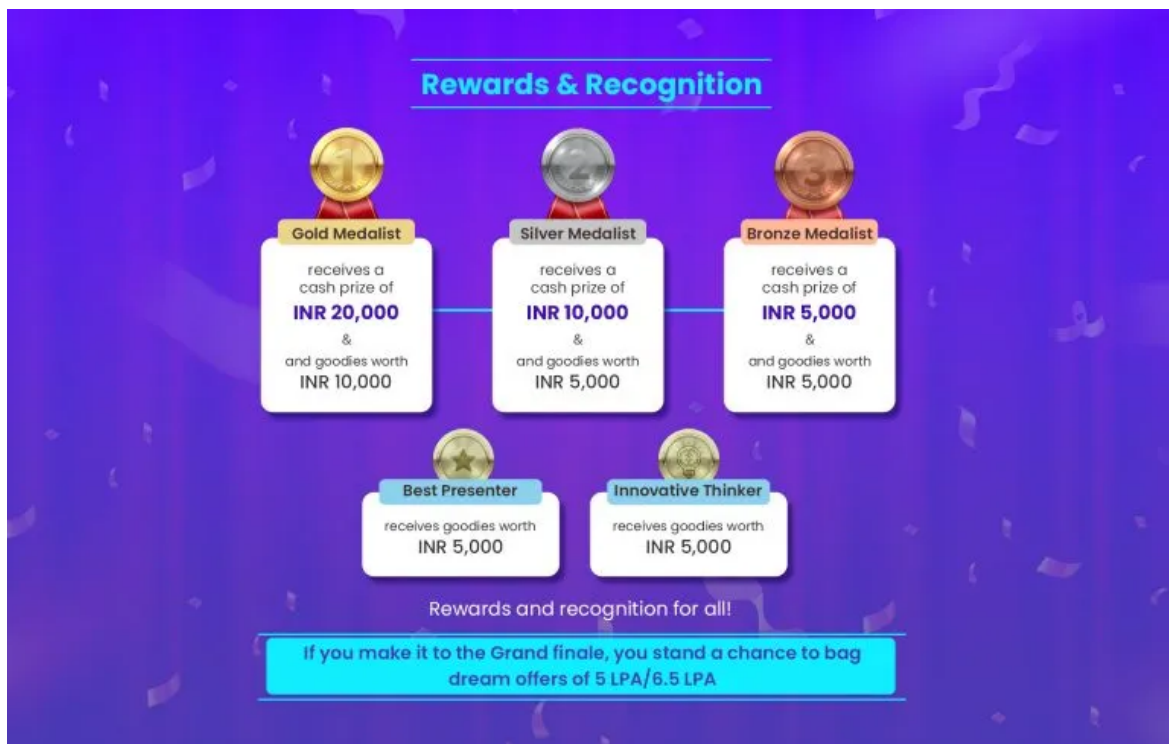 Rewards & Recognition
1
2
3
Gold Medalist
receives a
cash prize of
INR 20,000
&
and goodies worth
INR 10,000
Silver Medalist
receives a
cash prize of
INR 10,000
&
and goodies worth
INR 5,000
Bronze Medalist
receives a
cash prize of
INR 5,000
&
and goodies worth
INR 5,000
Best Presenter
receives goodies worth
INR 5,000
Innovative Thinker
receives goodies worth
INR 5,000
Rewards and recognition for all!
If you make it to the Grand finale, you stand a chance to bag
dream offers of 5 LPA/6.5 LPA